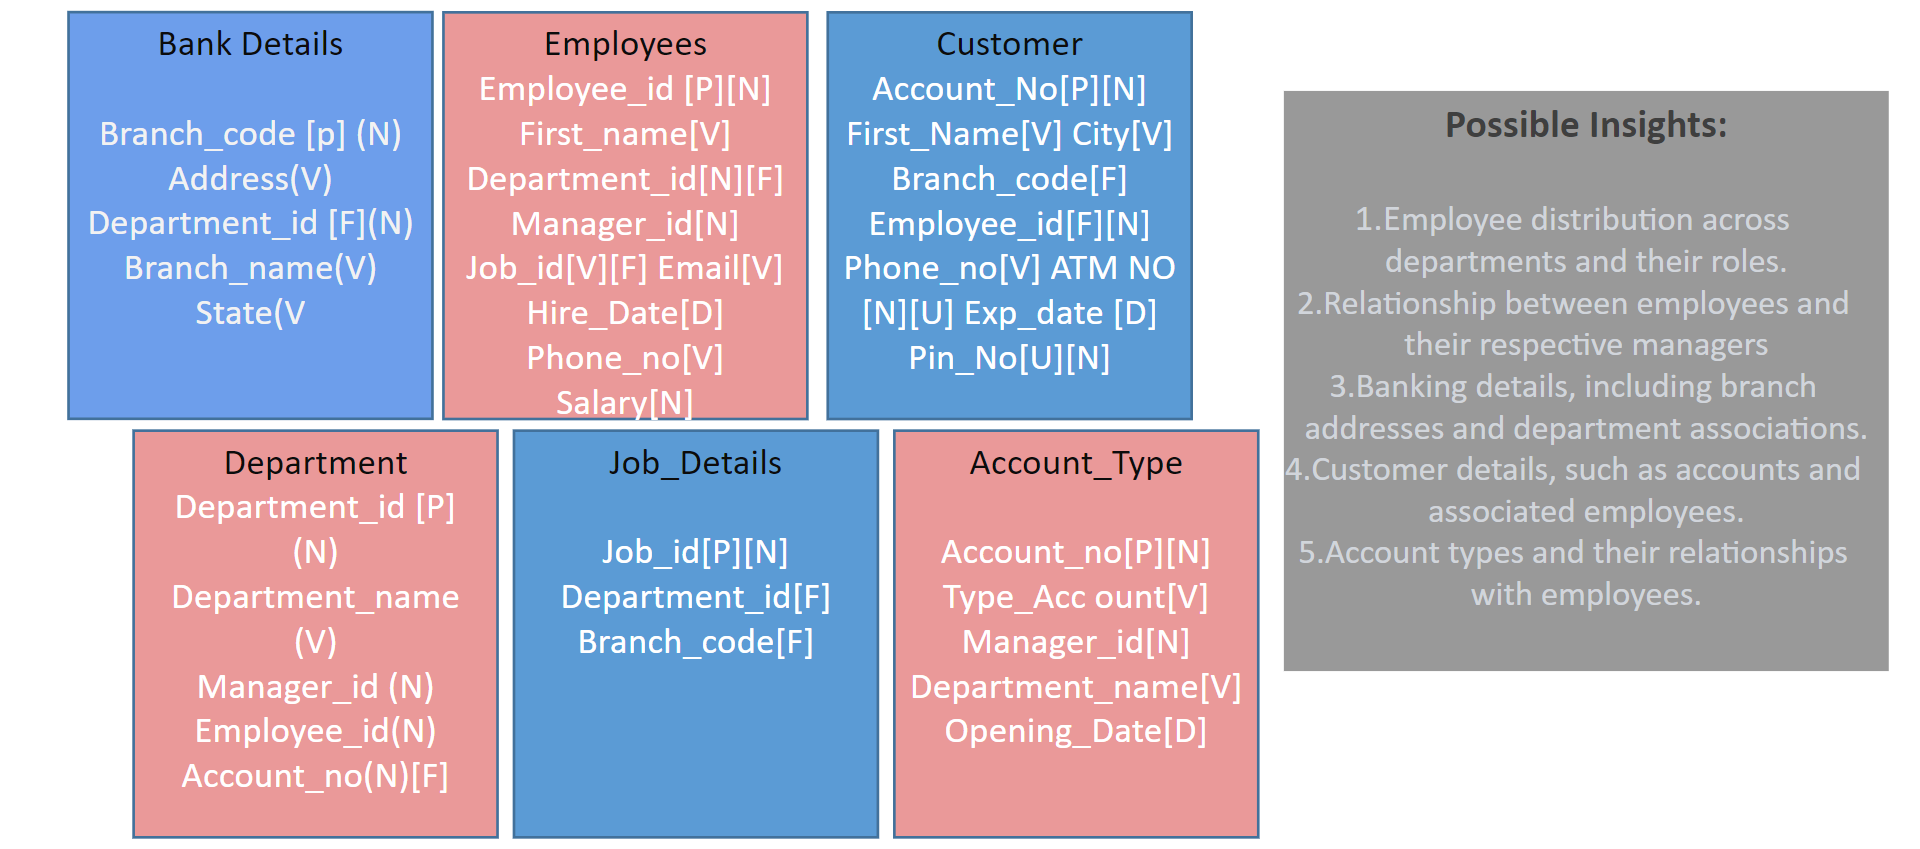 Bank Details
Branch_code [p] (N)
Address(V)
Department_id [F](N)
Branch_name(V)
State(V
Employees
Employee_id [P][N]
First_name[V]
Department_id[N][F]
Manager_id[N]
Job_id[V][F] Email[V]
Hire_Date[D]
Phone_no[V]
Salary[N]
Customer
Account_No[P][N]
First_Name[V] City[V]
Branch_code[F]
Employee_id[F][N]
Phone_no[V] ATM NO
[N][U] Exp_date [D]
Pin_No[U][N]
Department
Department_id [P]
(N)
Department_name
(V)
Manager_id (N)
Employee_id(N)
Account_no(N)[F]
Job_Details
Job_id[P][N]
Department_id[F]
Branch_code[F]
Account_Type
Account_no[P][N]
Type_Acc ount[V]
Manager_id[N]
Department_name[V]
Opening_Date[D]
Possible Insights:
1.Employee distribution across
departments and their roles.
2.Relationship between employees and
their respective managers
3.Banking details, including branch
addresses and department associations.
4.Customer details, such as accounts and
associated employees.
5.Account types and their relationships
with employees.